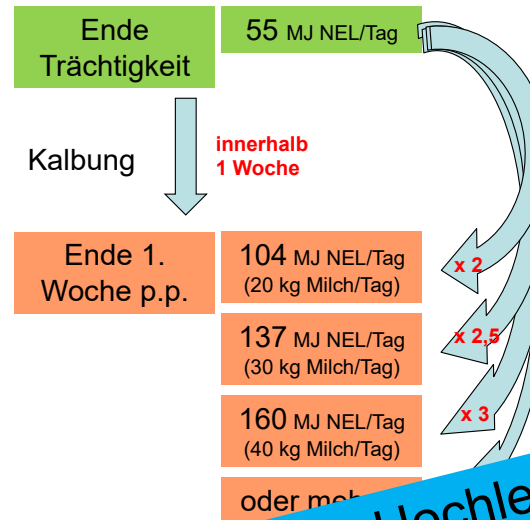 Ende
Trächtigkeit
55 MJ NEL/Tag
Kalbung
innerhalb
1 Woche
Ende 1.
Woche p.p.
104 MJ NEL/Tag
(20 kg Milch/Tag)
x 2
137 MJ NEL/Tag
(30 kg Milch/Tag)
x 2,5
160 MJ NEL/Tag
(40 kg Milch/Tag)
x 3
oder